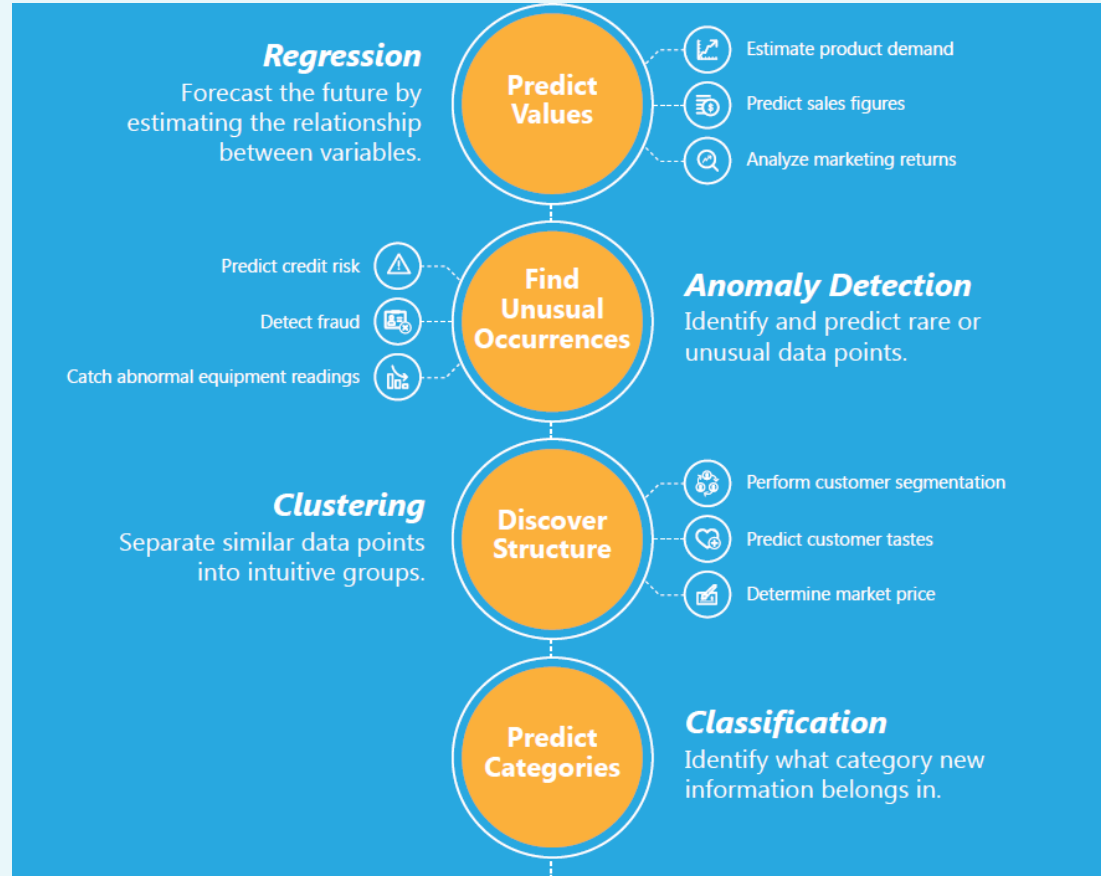 Regression
Forecast the future by
estimating the relationship
between variables.
Predict
Values
Estimate product demand
Predict sales figures
Analyze marketing returns
Predict credit risk
Detect fraud
Catch abnormal equipment readings
Find
Unusual
Occurrences
Anomaly Detection
Identify and predict rare or
unusual data points.
Clustering
Separate similar data points
into intuitive groups.
Discover
Structure
Perform customer segmentation
Predict customer tastes
Determine market price
Predict
Categories
Classification
Identify what category new
information belongs in.